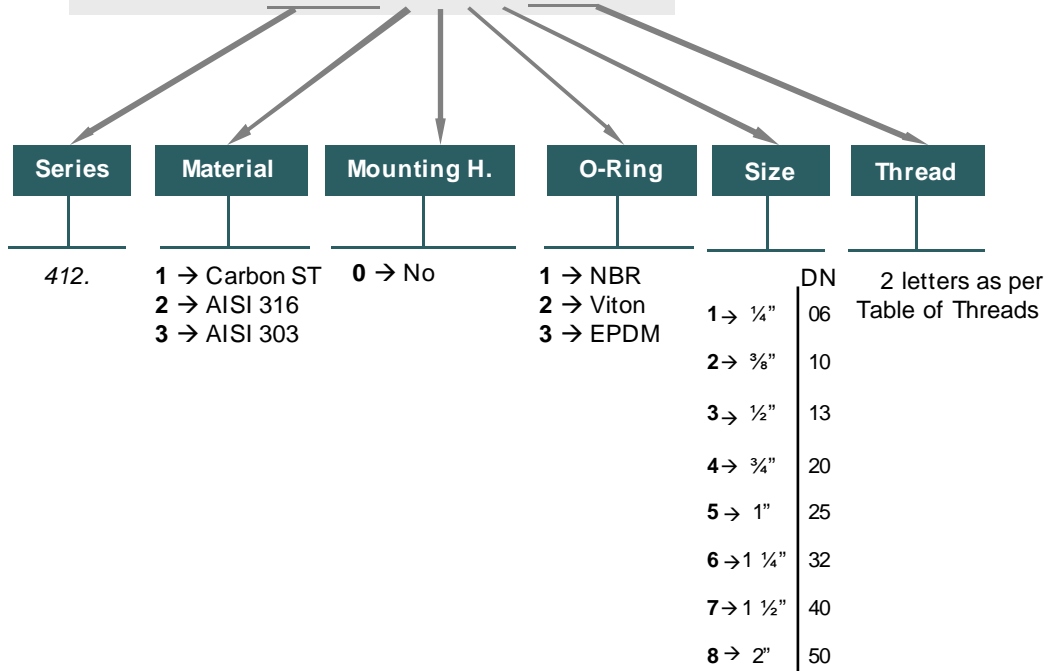 Series
Material
Mounting H.
O-Ring
Size
Thread
412.
1 → Carbon ST
2 → AISI 316
3 → AISI 303
0 → No
1 → NBR
2 → Viton
3 → EPDM
DN
1 → ¼” 06
2 → ⅜” 10
3 → ½” 13
4 → ¾” 20
5 → 1” 25
6 → 1 ¼” 32
7 → 1 ½” 40
8 → 2” 50
2 letters as per
Table of Threads